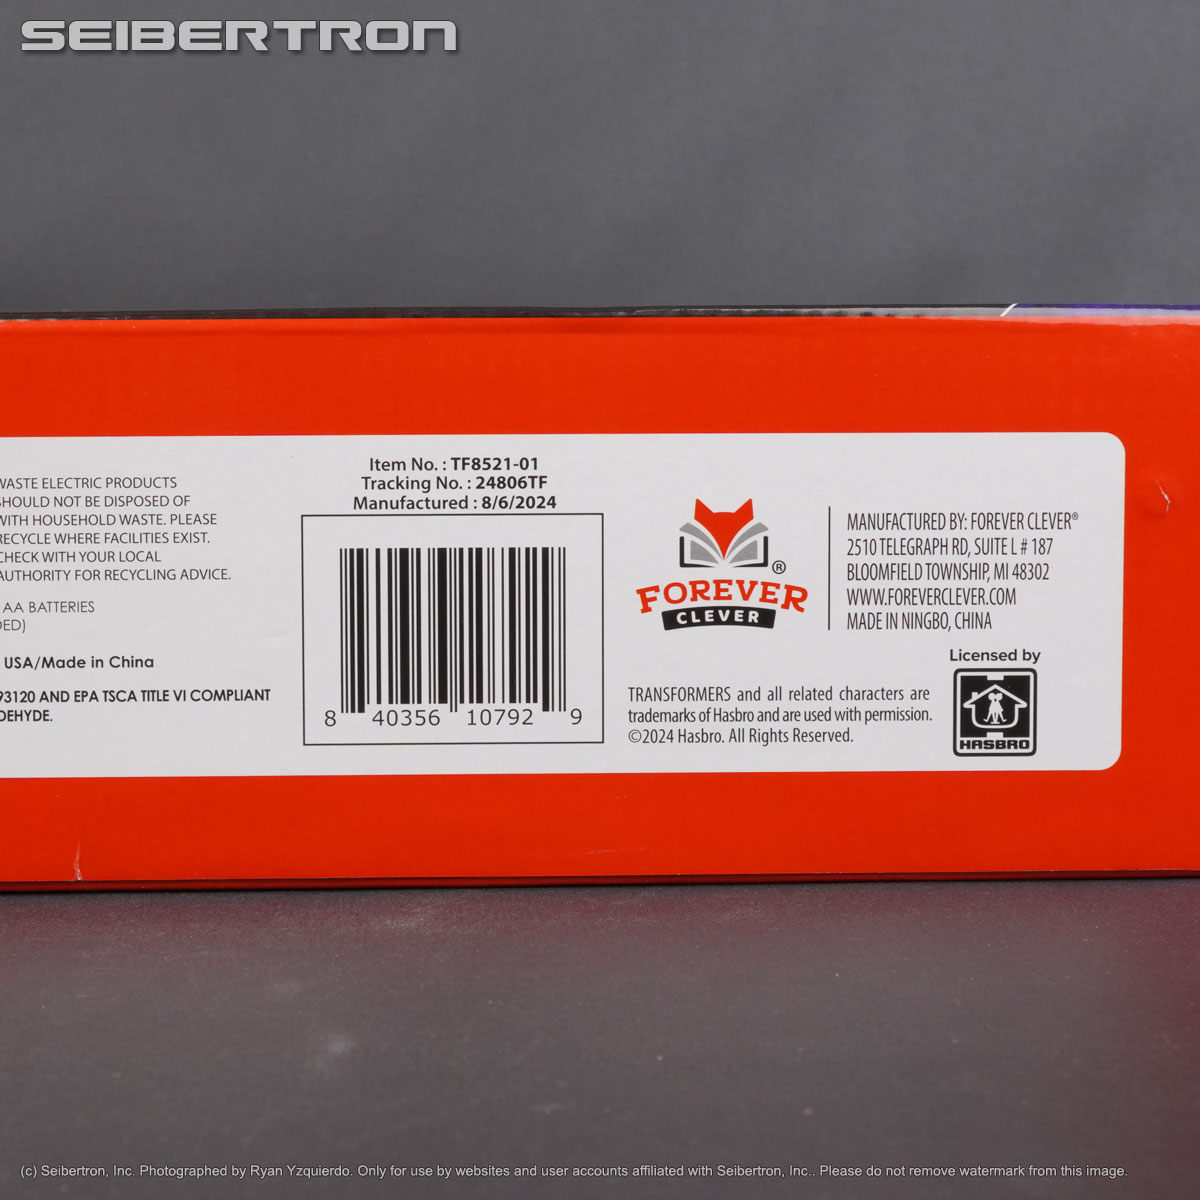 SEIBERTRON
WASTE ELECTRIC PRODUCTS
SHOULD NOT BE DISPOSED OF
WITH HOUSEHOLD WASTE. PLEASE
RECYCLE WHERE FACILITIES EXIST.
CHECK WITH YOUR LOCAL
AUTHORITY FOR RECYCLING ADVICE.
AA BATTERIES
DED)
USA/Made in China
93120 AND EPA TSCA TITLE VI COMPLIANT
DEHYDE.
Item No. : TF8521-01
Tracking No. : 24806TF
Manufactured : 8/6/2024
8 40356 10792 9
FOREVER ®
CLEVER
MANUFACTURED BY: FOREVER CLEVER®
2510 TELEGRAPH RD, SUITE L # 187
BLOOMFIELD TOWNSHIP, MI 48302
WWW.FOREVERCLEVER.COM
MADE IN NINGBO, CHINA
Licensed by
HASBRO
TRANSFORMERS and all related characters are
trademarks of Hasbro and are used with permission.
©2024 Hasbro. All Rights Reserved.
(c) Seibertron, Inc. Photographed by Ryan Yzquierdo. Only for use by websites and user accounts affiliated with Seibertron, Inc.. Please do not remove watermark from this image.